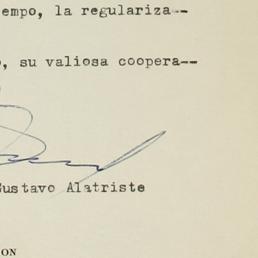 empo, la regulariza--
, su valiosa coopera--
Gustavo Alatriste
ON